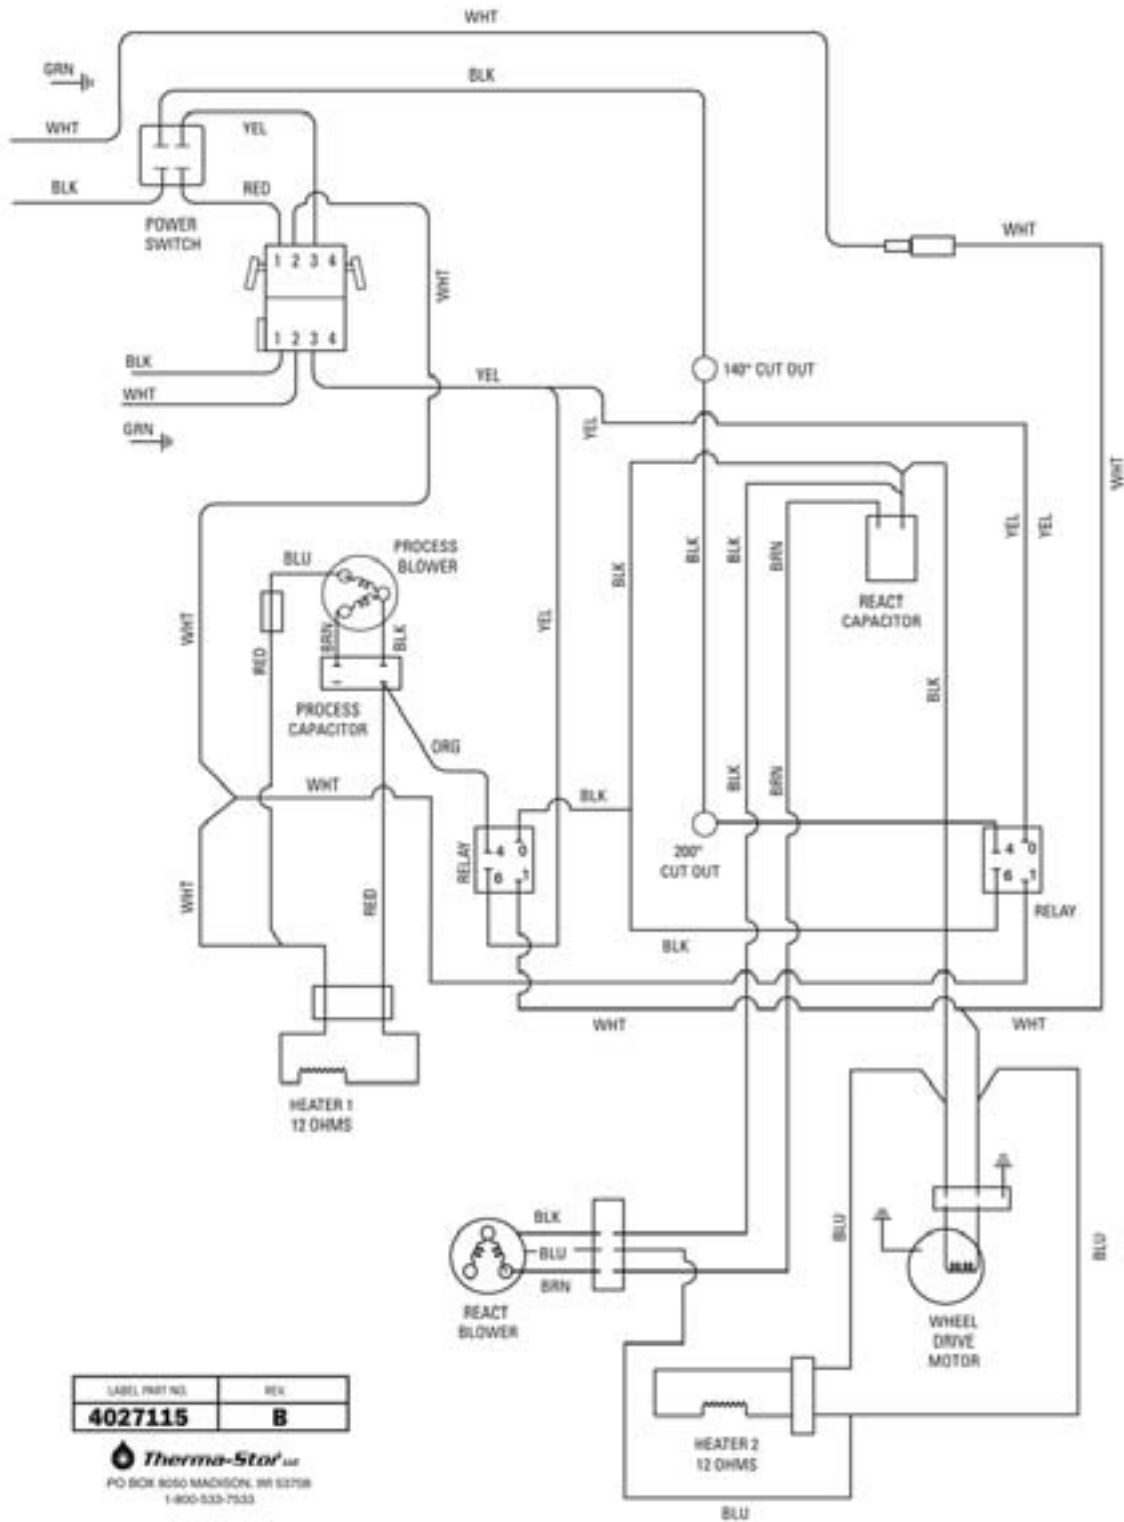 WHT
GRN
BLK
WHT
YEL
BLK
RED
POWER
SWITCH
WHT
1 2 3 4
WHT
1 2 3 4
BLK
140° CUT OUT
YEL
WHT
GRN
YEL
WHT
BLK
BLK
BRN
YEL
YEL
PROCESS
BLOWER
BLU
BLK
REACT
CAPACITOR
WHT
YEL
BRN
BLK
RED
BLK
PROCESS
CAPACITOR
ORG
BLK
BRN
WHT
BLK
RELAY
4 0
6 1
200°
CUT OUT
4 0
6 1
RELAY
WHT
RED
BLK
WHT
WHT
HEATER 1
12 OHMS
BLK
BLU
BRN
REACT
BLOWER
BLU
BLU
WHEEL
DRIVE
MOTOR
HEATER 2
12 OHMS
BLU
LABEL PART NO. REV.
4027115 B
Therma-Stor LLC
PO BOX 8050 MADISON, WI 53708
1-800-533-7533